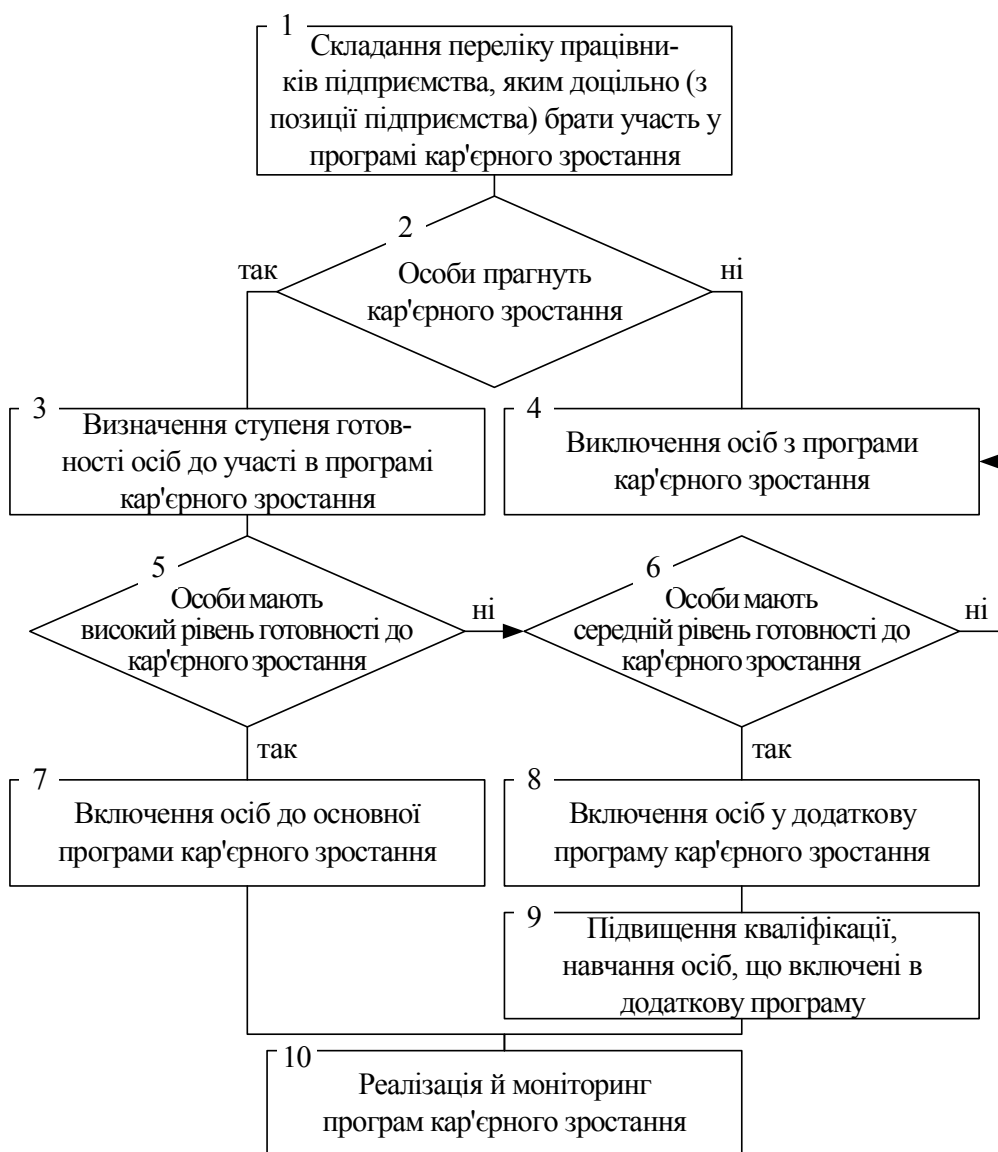 1
Складання переліку працівни-
ків підприємства, яким доцільно (з
позиції підприємства) брати участь у
програмі кар'єрного зростання
2
так
ні
Особи прагнуть
кар'єрного зростання
3
Визначення ступеня готов-
ності осіб до участі в програмі
кар'єрного зростання
4
Виключення осіб з програми
кар'єрного зростання
5
Особи мають
високий рівень готовності до
кар'єрного зростання
ні
6
Особи мають
середній рівень готовності до
кар'єрного зростання
ні
так
так
7
Включення осіб до основної
програми кар'єрного зростання
8
Включення осіб у додаткову
програму кар'єрного зростання
9
Підвищення кваліфікації,
навчання осіб, що включені в
додаткову програму
10
Реалізація й моніторинг
програм кар'єрного зростання